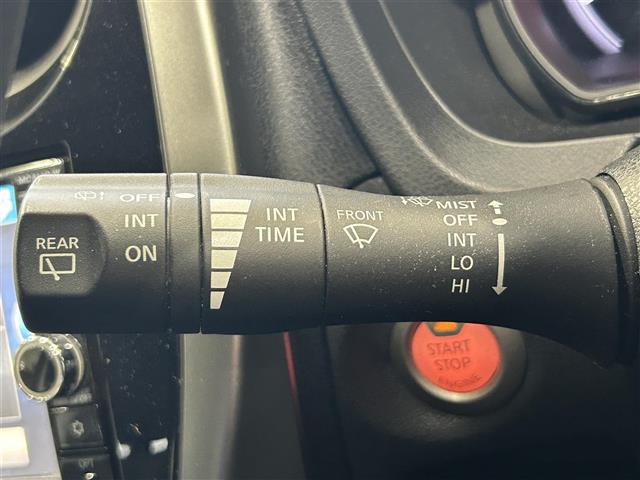 REAR
OFF
INT
ON
INT
TIME
FRONT
MIST
OFF
INT
LO
HI
START
STOP
ENGINE